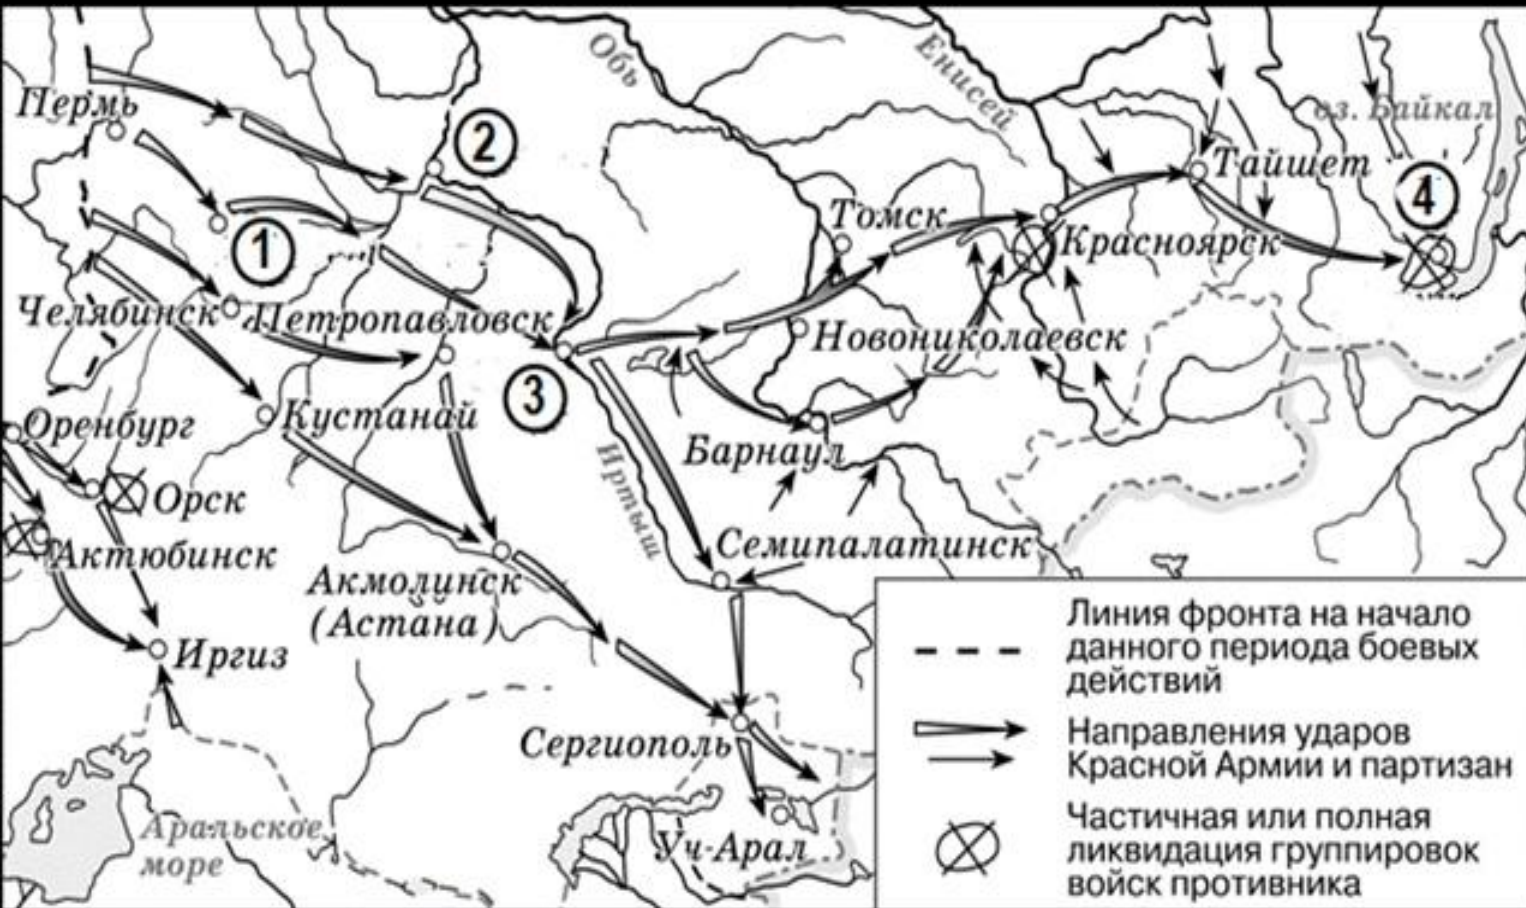 Обь
Енисей
оз. Байкал
Пермь
2
Тайшет
4
1
Томск
Красноярск
Челябинск
Петропавловск
Новониколаевск
3
Кустанай
Оренбург
Барнаул
Иртыш
Орск
Актюбинск
Семипалатинск
Акмолинск
(Астана)
Иргиз
Сергиополь
Аральское
море
Уч-Арал
Линия фронта на начало
данного периода боевых
действий
Направления ударов
Красной Армии и партизан
Частичная или полная
ликвидация группировок
войск противника